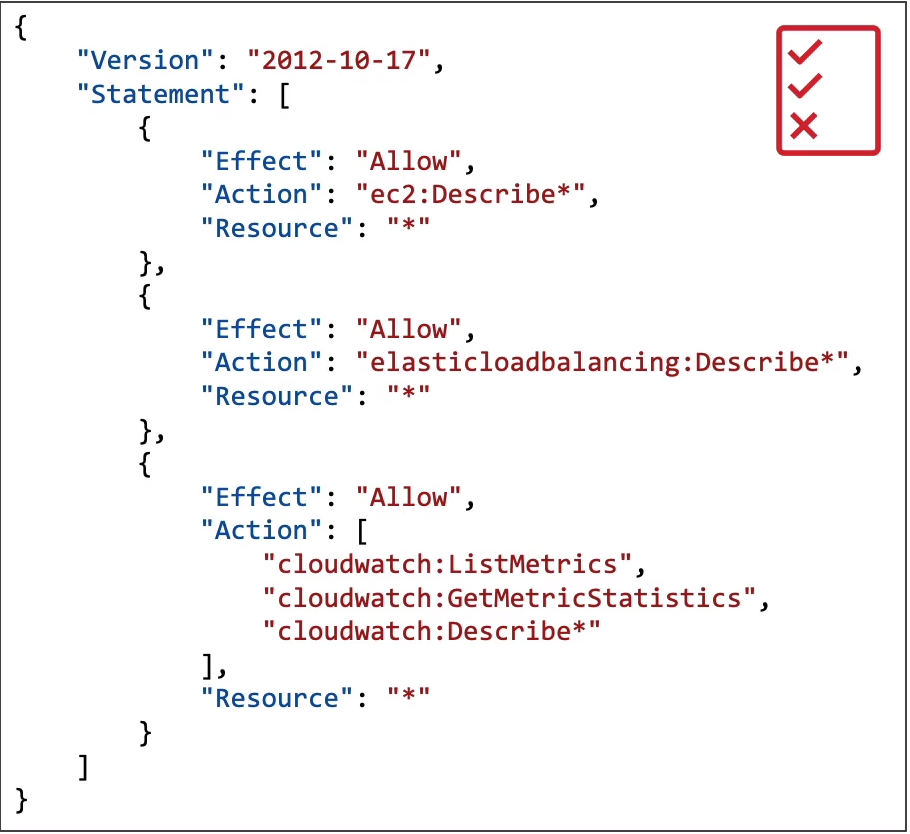 {
    "Version": "2012-10-17",
    "Statement": [
        {
            "Effect": "Allow",
            "Action": "ec2:Describe*",
            "Resource": "*"
        },
        {
            "Effect": "Allow",
            "Action": "elasticloadbalancing:Describe*",
            "Resource": "*"
        },
        {
            "Effect": "Allow",
            "Action": [
                "cloudwatch:ListMetrics",
                "cloudwatch:GetMetricStatistics",
                "cloudwatch:Describe*"
            ],
            "Resource": "*"
        }
    ]
}